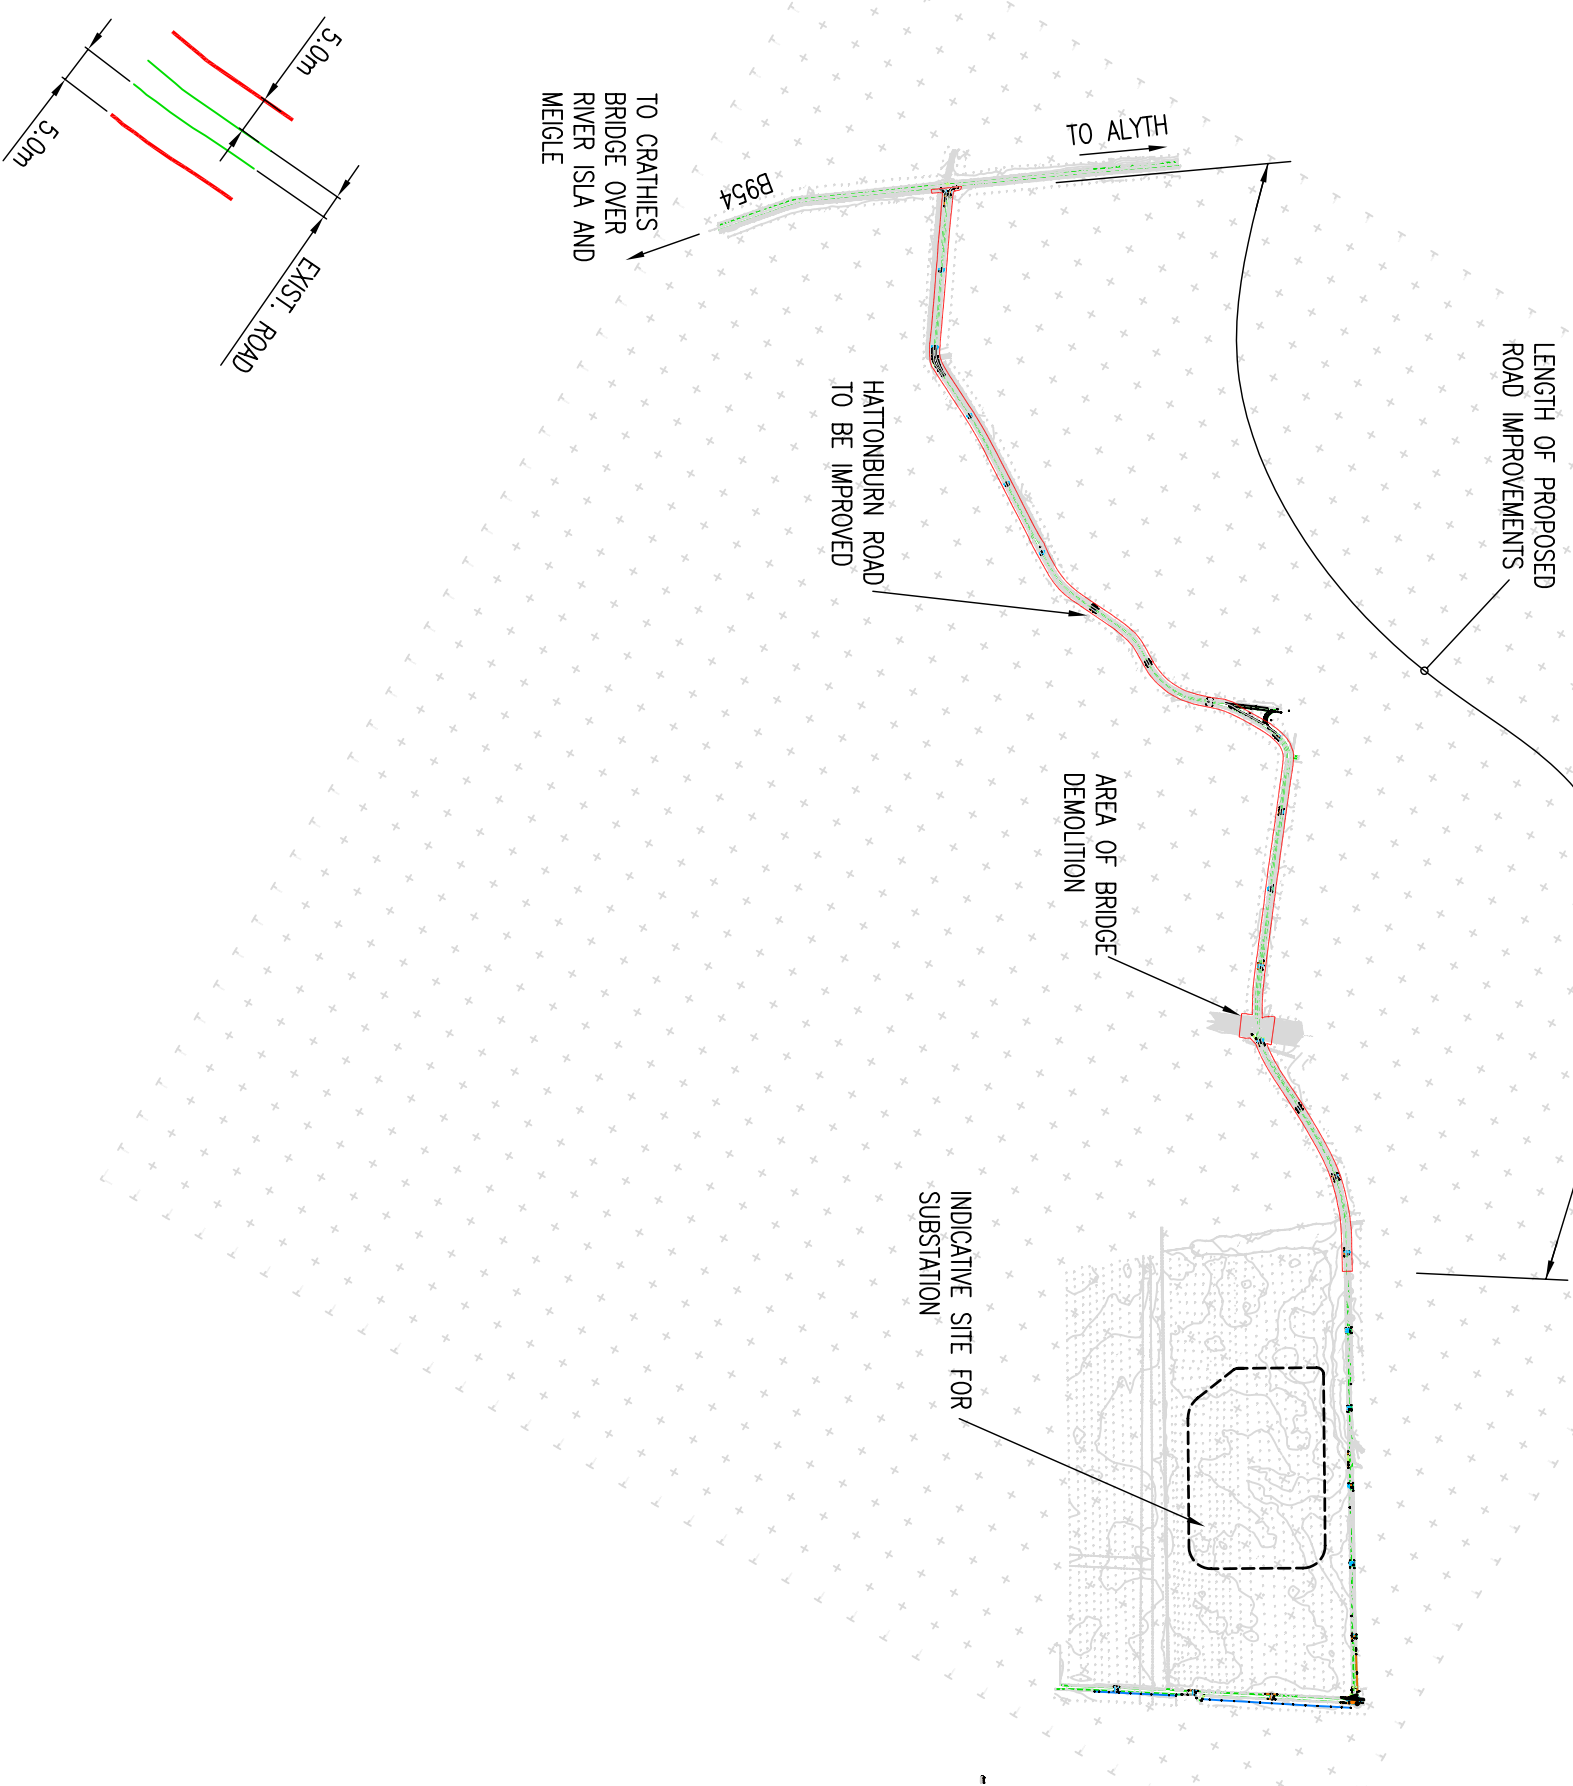 5.0m
5.0m
EXIST. ROAD
TO CRATHIES
BRIDGE OVER
RIVER ISLA AND
MEIGLE
B954
TO ALYTH
LENGTH OF PROPOSED
ROAD IMPROVEMENTS
HATTONBURN ROAD
TO BE IMPROVED
AREA OF BRIDGE
DEMOLITION
INDICATIVE SITE FOR
SUBSTATION